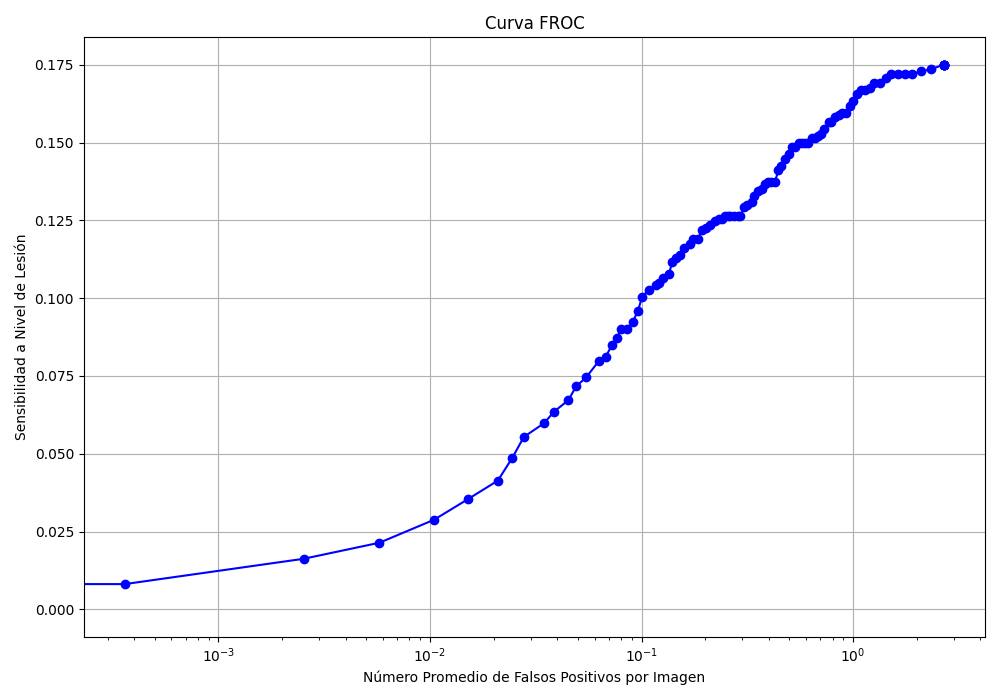 Curva FROC
Sensibilidad a Nivel de Lesión
0.175
0.150
0.125
0.100
0.075
0.050
0.025
0.000
10⁻³ 10⁻² 10⁻¹ 10⁰
Número Promedio de Falsos Positivos por Imagen